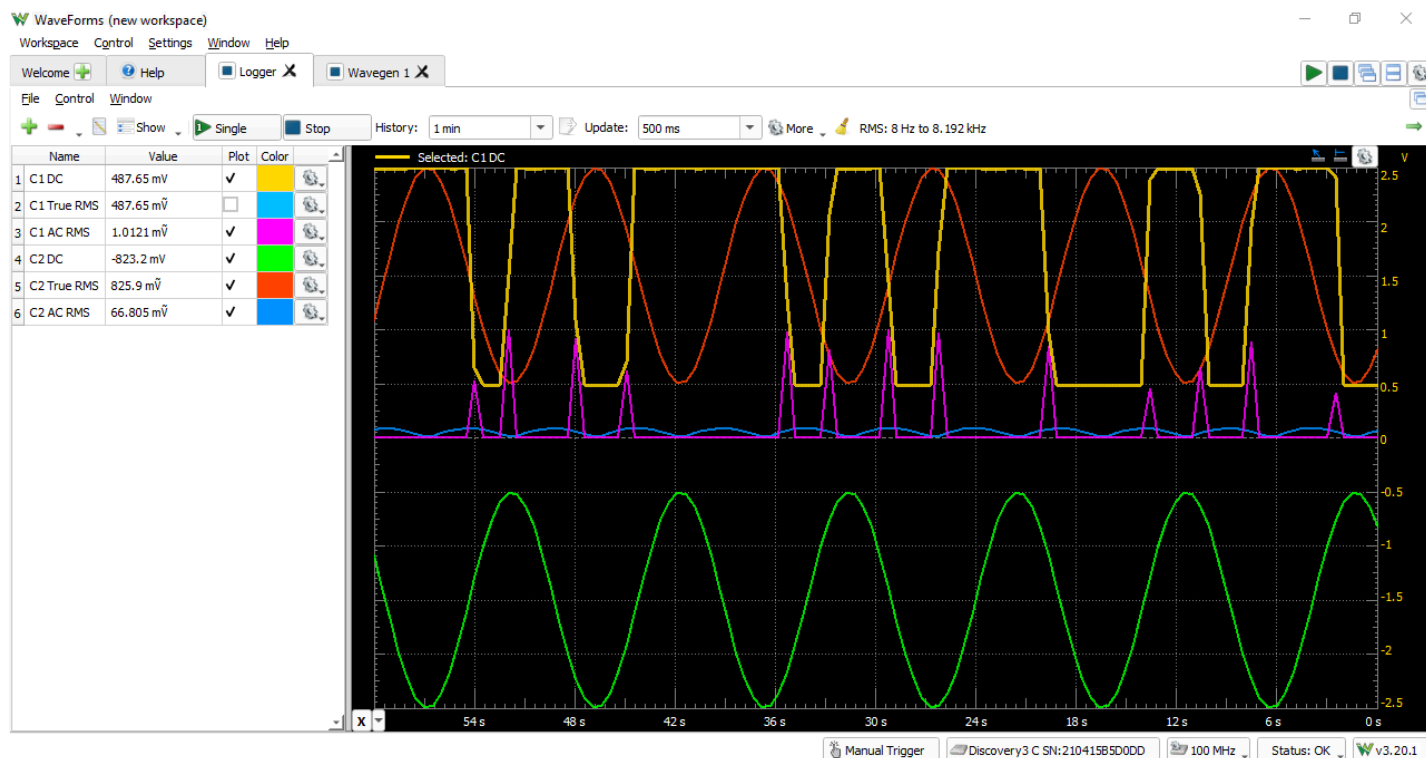 WaveForms (new workspace)
Workspace Control Settings Window Help
Welcome Help Logger Wavegen 1
File Control Window
Show Single Stop History: 1 min Update: 500 ms More RMS: 8 Hz to 8.192 kHz
Name Value Plot Color
1 C1 DC 487.65 mV
2 C1 True RMS 487.65 mṼ
3 C1 AC RMS 1.0121 mṼ
4 C2 DC -823.2 mV
5 C2 True RMS 825.9 mṼ
6 C2 AC RMS 66.805 mṼ
Selected: C1 DC
V
2.5
2
1.5
1
0.5
0
-0.5
-1
-1.5
-2
-2.5
X 54 s 48 s 42 s 36 s 30 s 24 s 18 s 12 s 6 s 0 s
Manual Trigger Discovery3 C SN:210415B5D0DD 100 MHz Status: OK v3.20.1